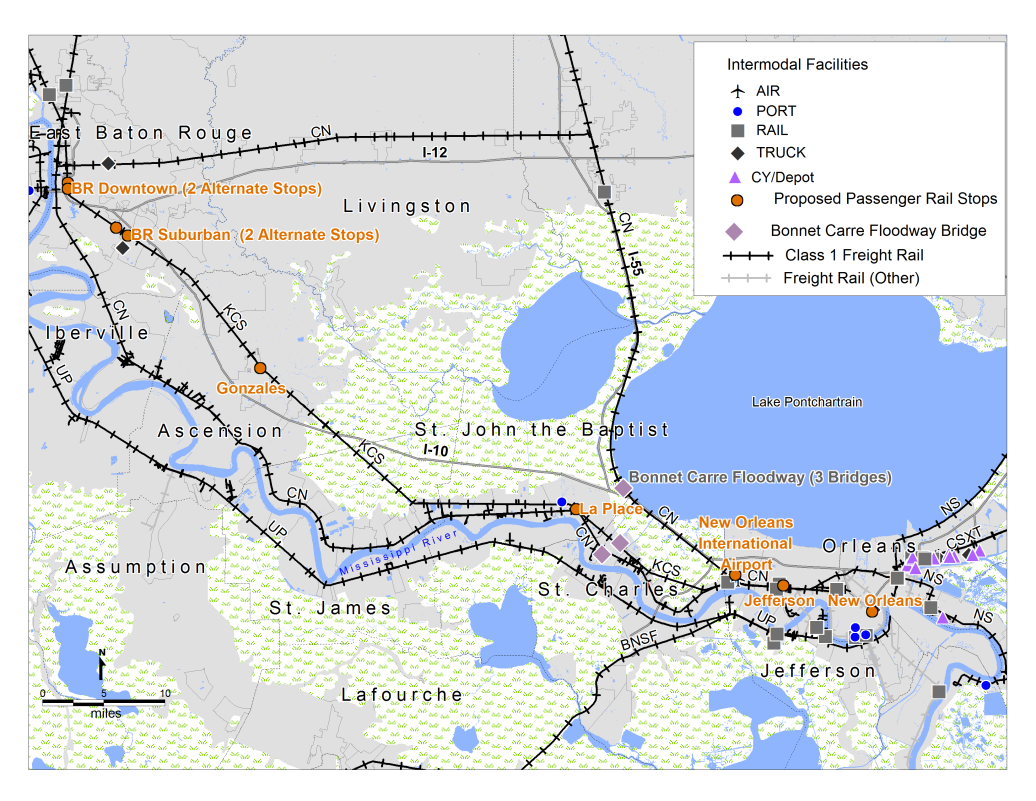 Intermodal Facilities
AIR
PORT
RAIL
TRUCK
CY/Depot
Proposed Passenger Rail Stops
Bonnet Carre Floodway Bridge
Class 1 Freight Rail
Freight Rail (Other)
East Baton Rouge
CN
I-12
BR Downtown (2 Alternate Stops)
Livingston
CN
BR Suburban (2 Alternate Stops)
I-55
CN
KCS
Iberville
UP
Gonzales
Lake Pontchartrain
Ascension
St. John the Baptist
KCS
I-10
Bonnet Carre Floodway (3 Bridges)
CN
La Place
CN
NS
UP
New Orleans
International
Airport
CN
Mississippi River
Orleans
CSXT
Assumption
KCS
CN
NS
St. Charles
St. James
Jefferson
New Orleans
UP
NS
BNSF
Jefferson
N
Lafourche
0 5 10
miles